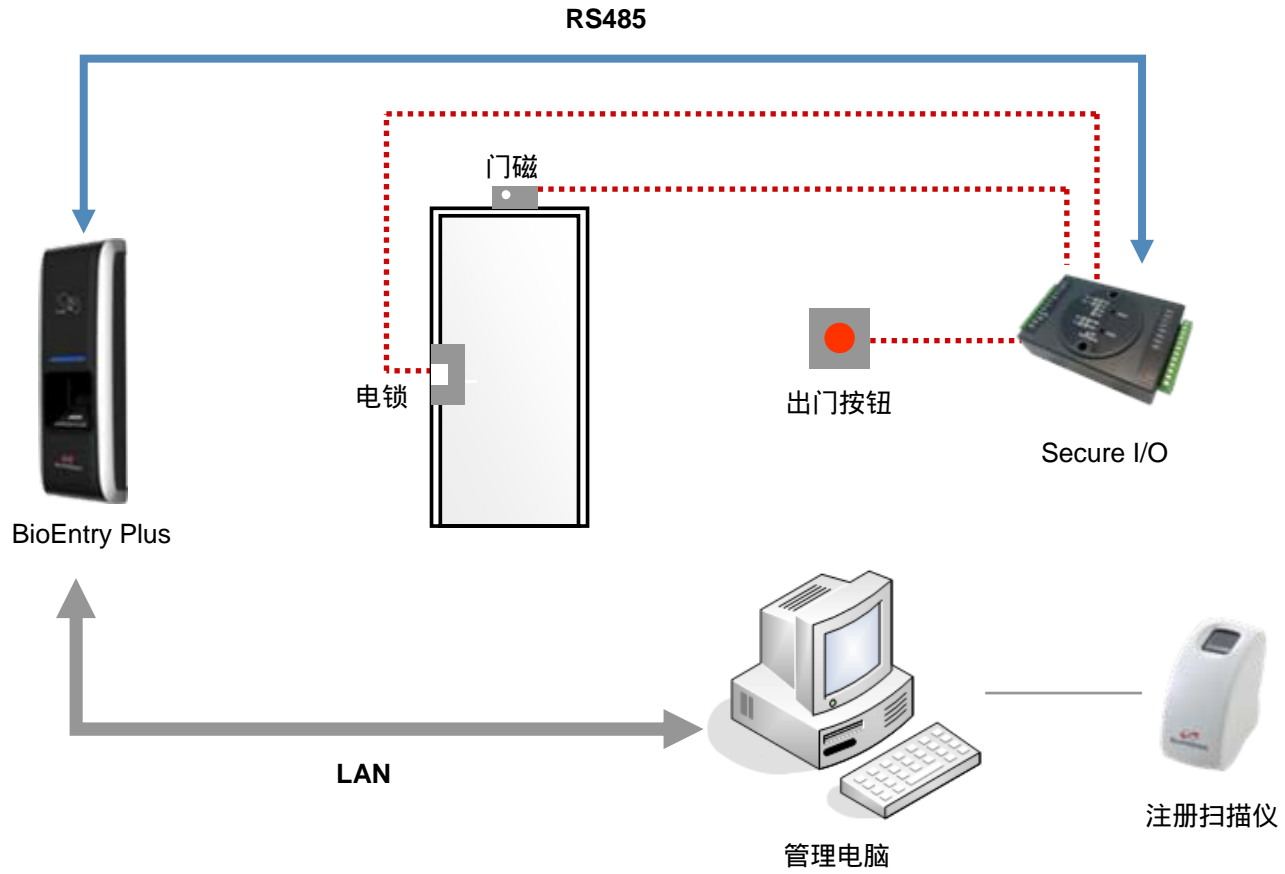 RS485
门磁
电锁
出门按钮
Secure I/O
BioEntry Plus
LAN
注册扫描仪
管理电脑